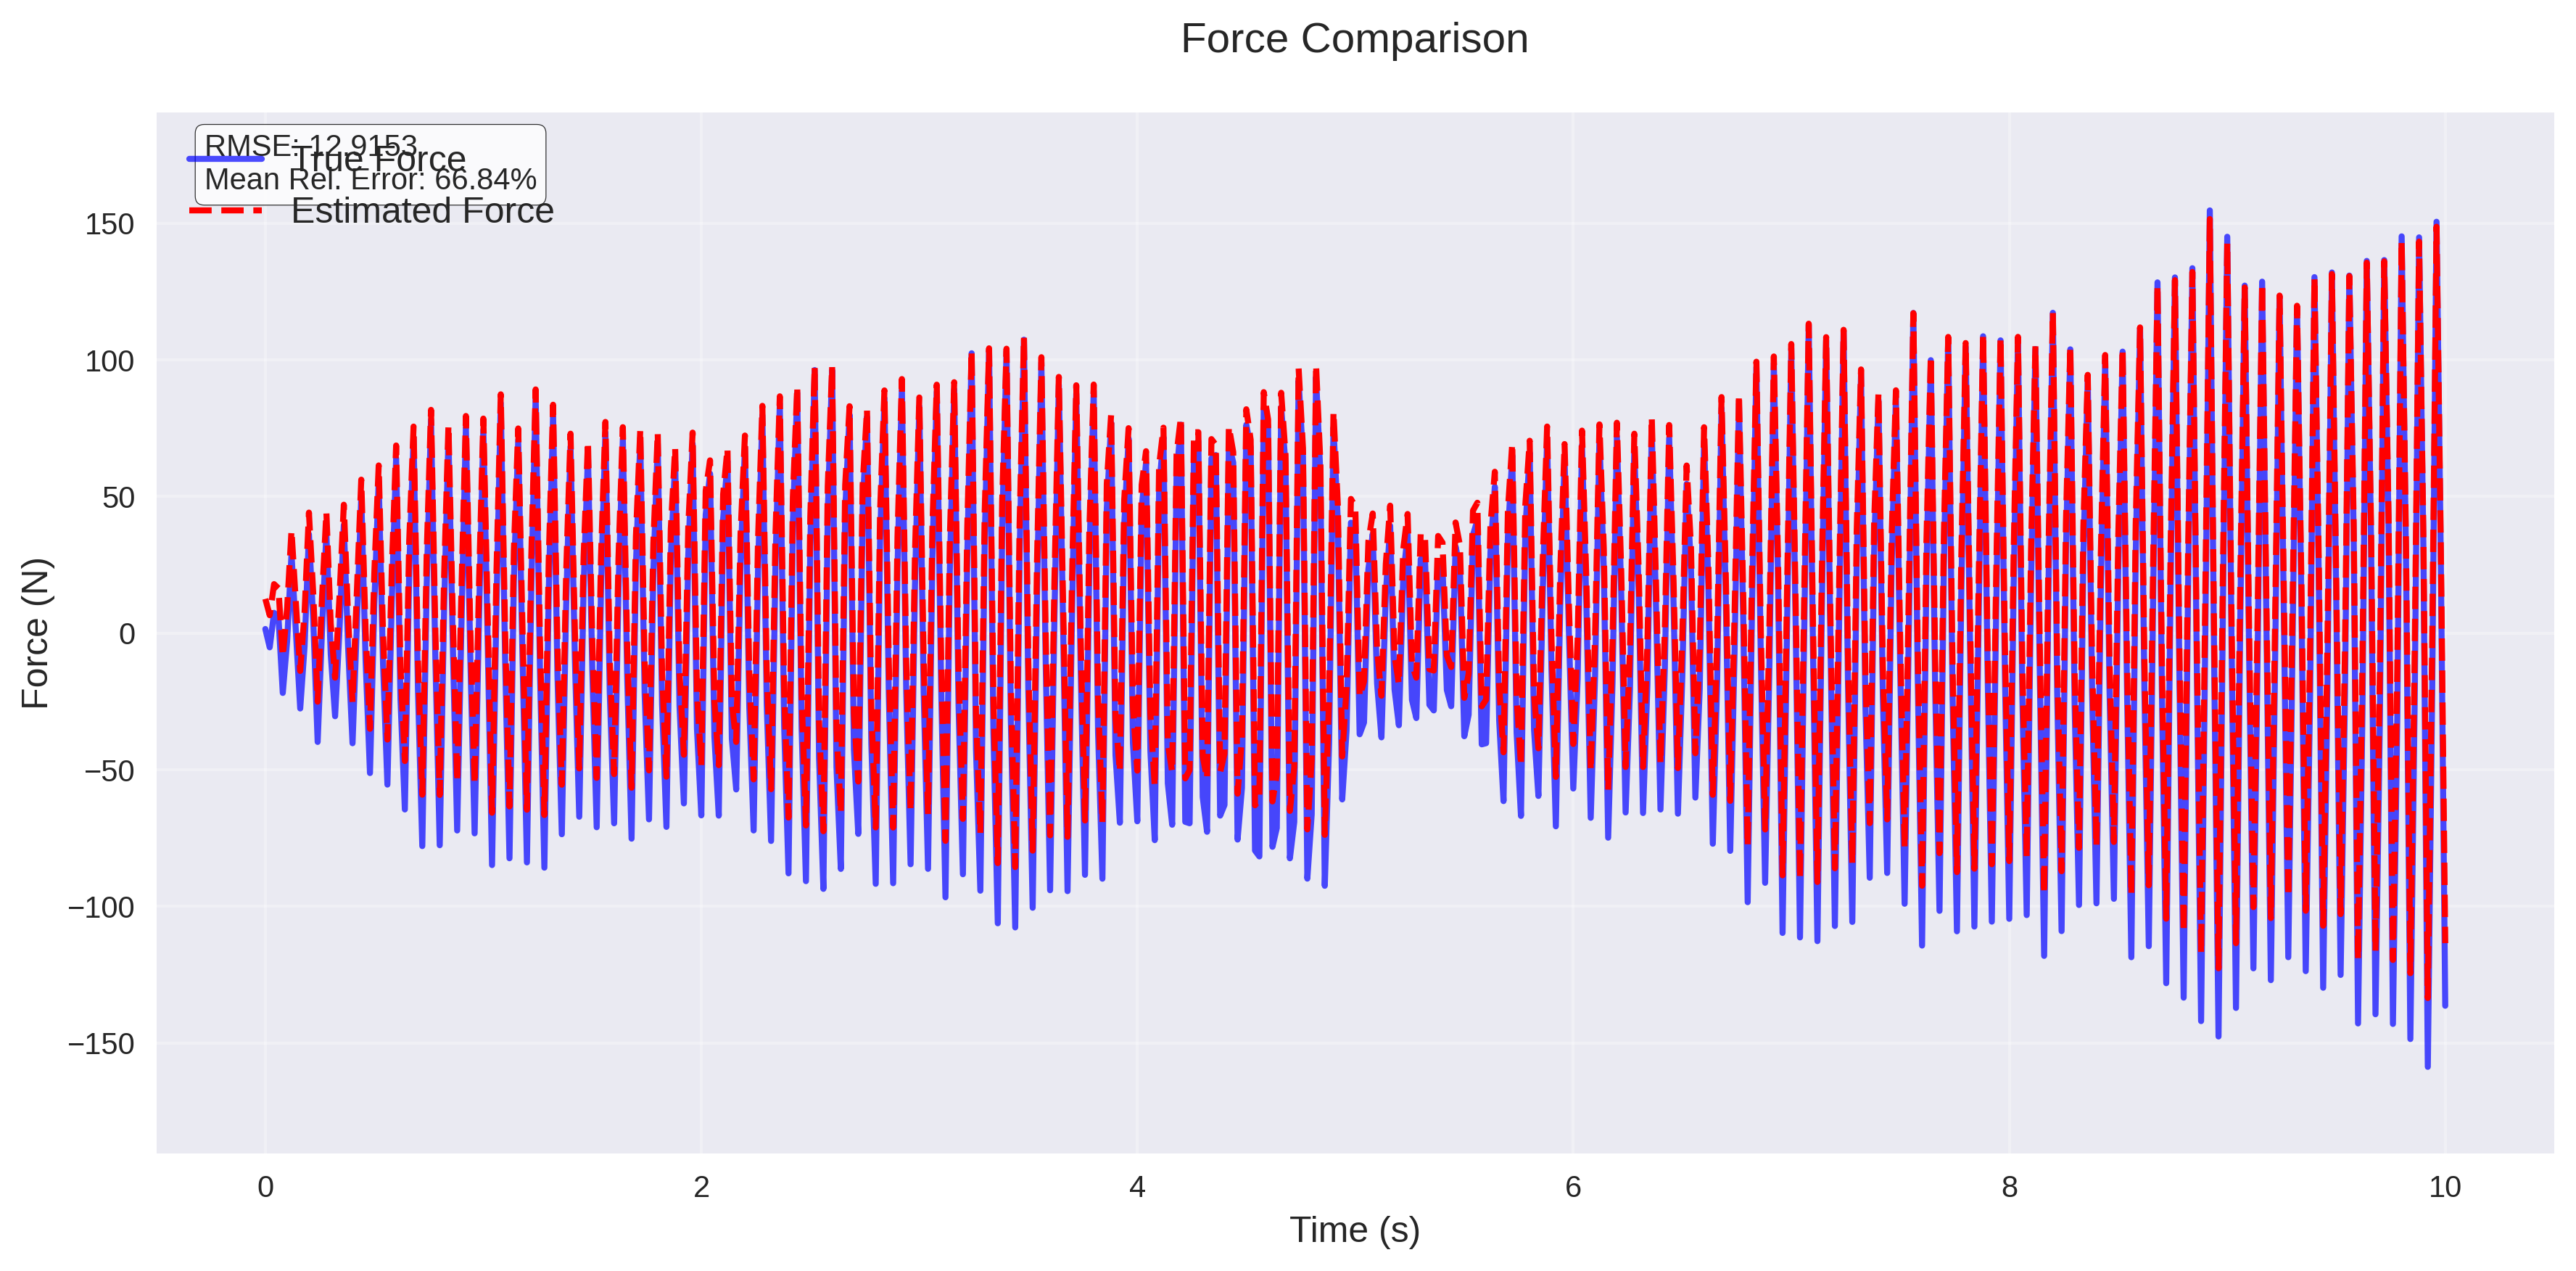 Force Comparison
RMSE: 12.9153
True Force
Mean Rel. Error: 66.84%
Estimated Force
150
100
50
0
−50
−100
−150
Force (N)
0 2 4 6 8 10
Time (s)